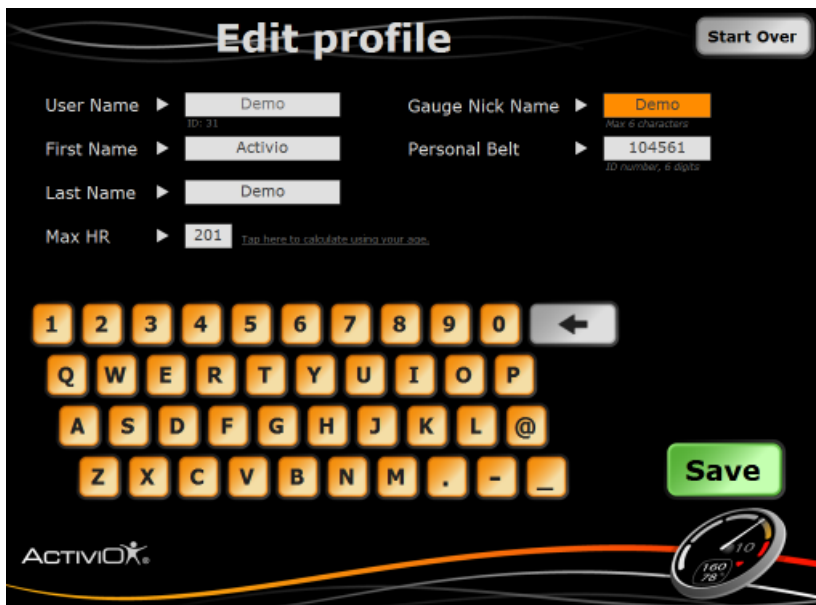 Edit profile
Start Over
User Name Demo
ID: 31
Gauge Nick Name Demo
Max 6 characters
First Name Activio
Personal Belt 104561
ID number, 6 digits
Last Name Demo
Max HR 201 Tap here to calculate using your age.
1 2 3 4 5 6 7 8 9 0
Q W E R T Y U I O P
A S D F G H J K L @
Z X C V B N M . - _
Save
ACTIVIO
10
160
78